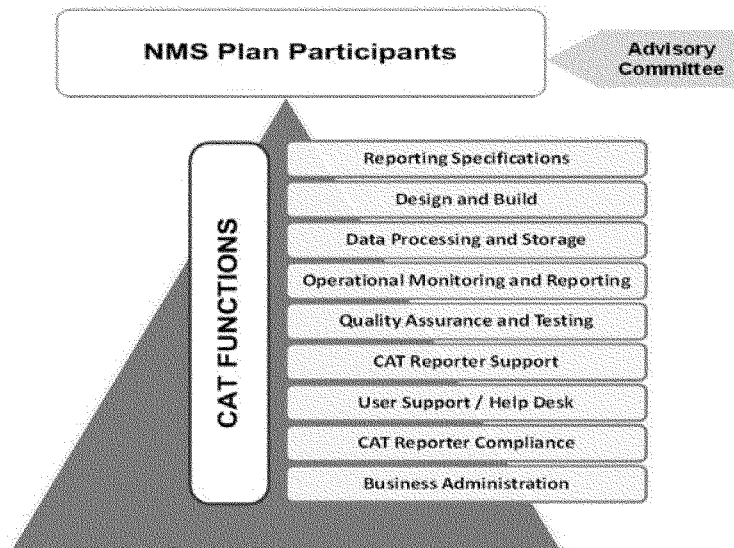 NMS Plan Participants
Advisory
Committee
CAT FUNCTIONS
Reporting Specifications
Design and Build
Data Processing and Storage
Operational Monitoring and Reporting
Quality Assurance and Testing
CAT Reporter Support
User Support / Help Desk
CAT Reporter Compliance
Business Administration